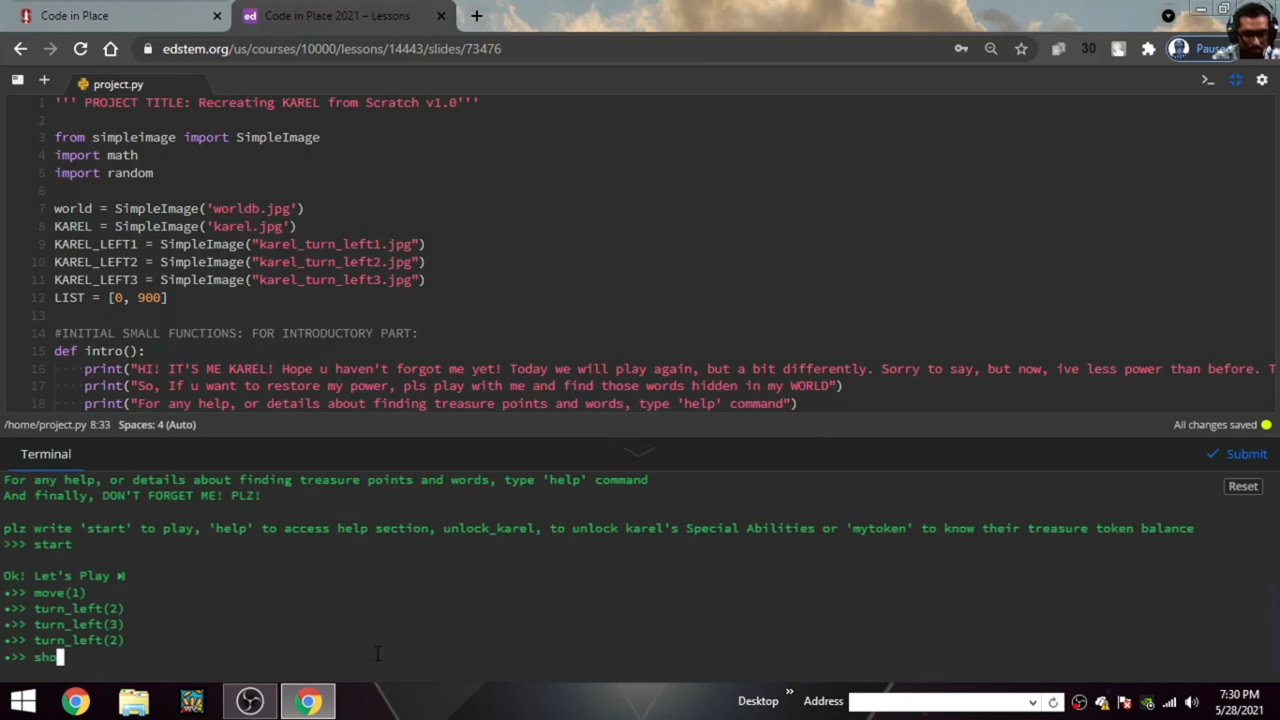 Code in Place
ed Code in Place 2021 – Lessons
edstem.org/us/courses/10000/lessons/14443/slides/73476
30
project.py
1 ''' PROJECT TITLE: Recreating KAREL from Scratch v1.0'''
2
3 from simpleimage import SimpleImage
4 import math
5 import random
6
7 world = SimpleImage('worldb.jpg')
8 KAREL = SimpleImage('karel.jpg')
9 KAREL_LEFT1 = SimpleImage("karel_turn_left1.jpg")
10 KAREL_LEFT2 = SimpleImage("karel_turn_left2.jpg")
11 KAREL_LEFT3 = SimpleImage("karel_turn_left3.jpg")
12 LIST = [0, 900]
13
14 #INITIAL SMALL FUNCTIONS: FOR INTRODUCTORY PART:
15 def intro():
16 print("HI! IT'S ME KAREL! Hope u haven't forgot me yet! Today we will play again, but a bit differently. Sorry to say, but now, ive less power than before. T
17 print("So, If u want to restore my power, pls play with me and find those words hidden in my WORLD")
18 print("For any help, or details about finding treasure points and words, type 'help' command")
/home/project.py 8:33 Spaces: 4 (Auto) All changes saved
Terminal Submit
Reset
For any help, or details about finding treasure points and words, type 'help' command
And finally, DON'T FORGET ME! PLZ!
plz write 'start' to play, 'help' to access help section, unlock_karel, to unlock karel's Special Abilities or 'mytoken' to know their treasure token balance
>>> start
Ok! Let's Play
•>> move(1)
•>> turn_left(2)
•>> turn_left(3)
•>> turn_left(2)
•>> sho
Desktop » Address
7:30 PM
5/28/2021